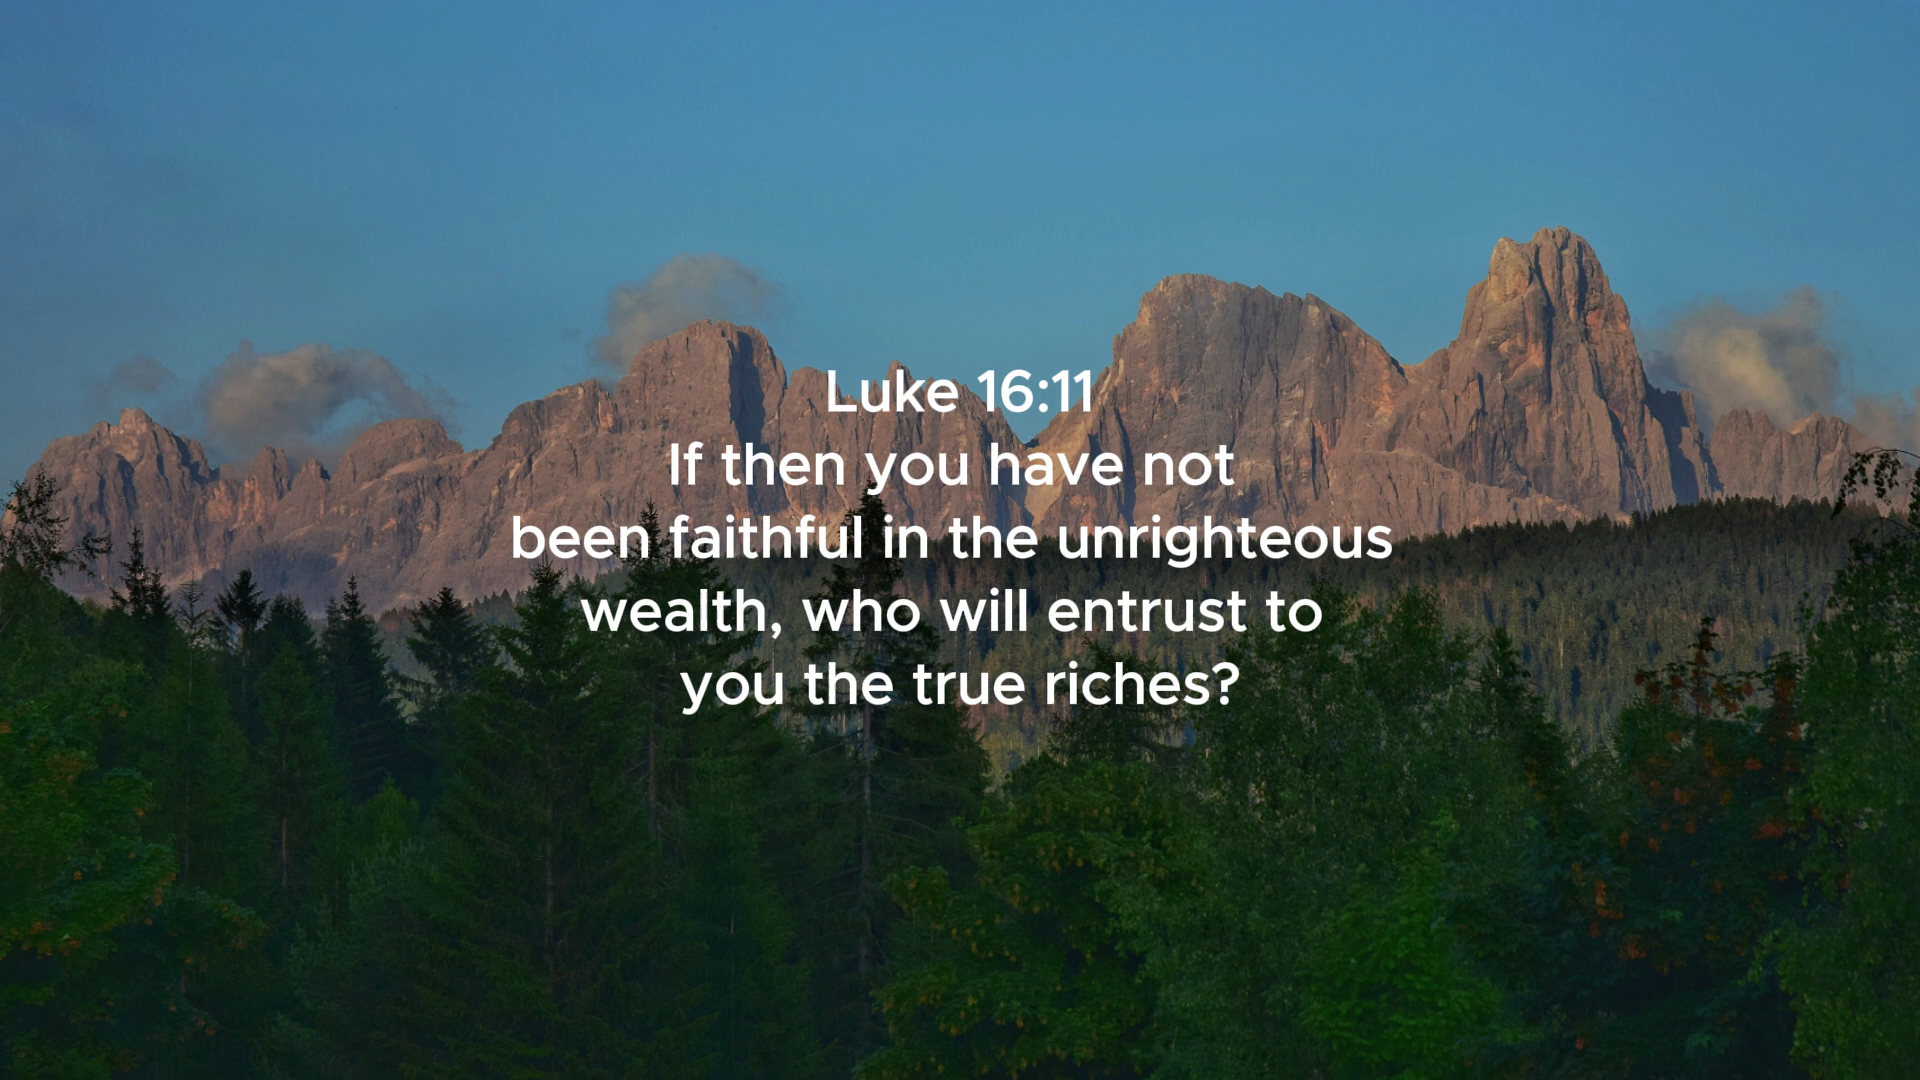 Luke 16:11
If then you have not
been faithful in the unrighteous
wealth, who will entrust to
you the true riches?